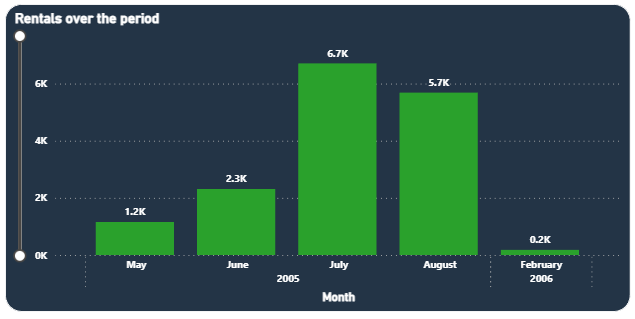 Rentals over the period
6.7K
6K
5.7K
4K
2.3K
2K
1.2K
0.2K
0K
May June July August February
2005 2006
Month